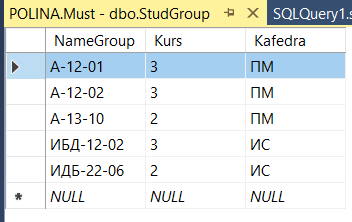 POLINA.Must - dbo.StudGroup SQLQuery1.s
NameGroup Kurs Kafedra
А-12-01 3 ПМ
А-12-02 3 ПМ
А-13-10 2 ПМ
ИБД-12-02 3 ИС
ИДБ-22-06 2 ИС
NULL NULL NULL